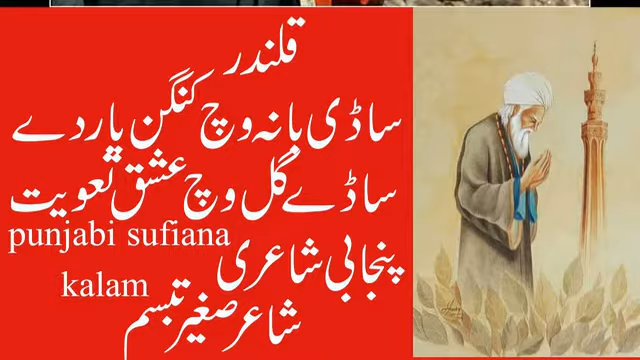 قلندر
ساڈی بانہ وچ کنگن یار دے
ساڈے گل وچ عشق تعویت
punjabi sufiana
پنجابی شاعری
kalam
شاعر صغیر تبسم